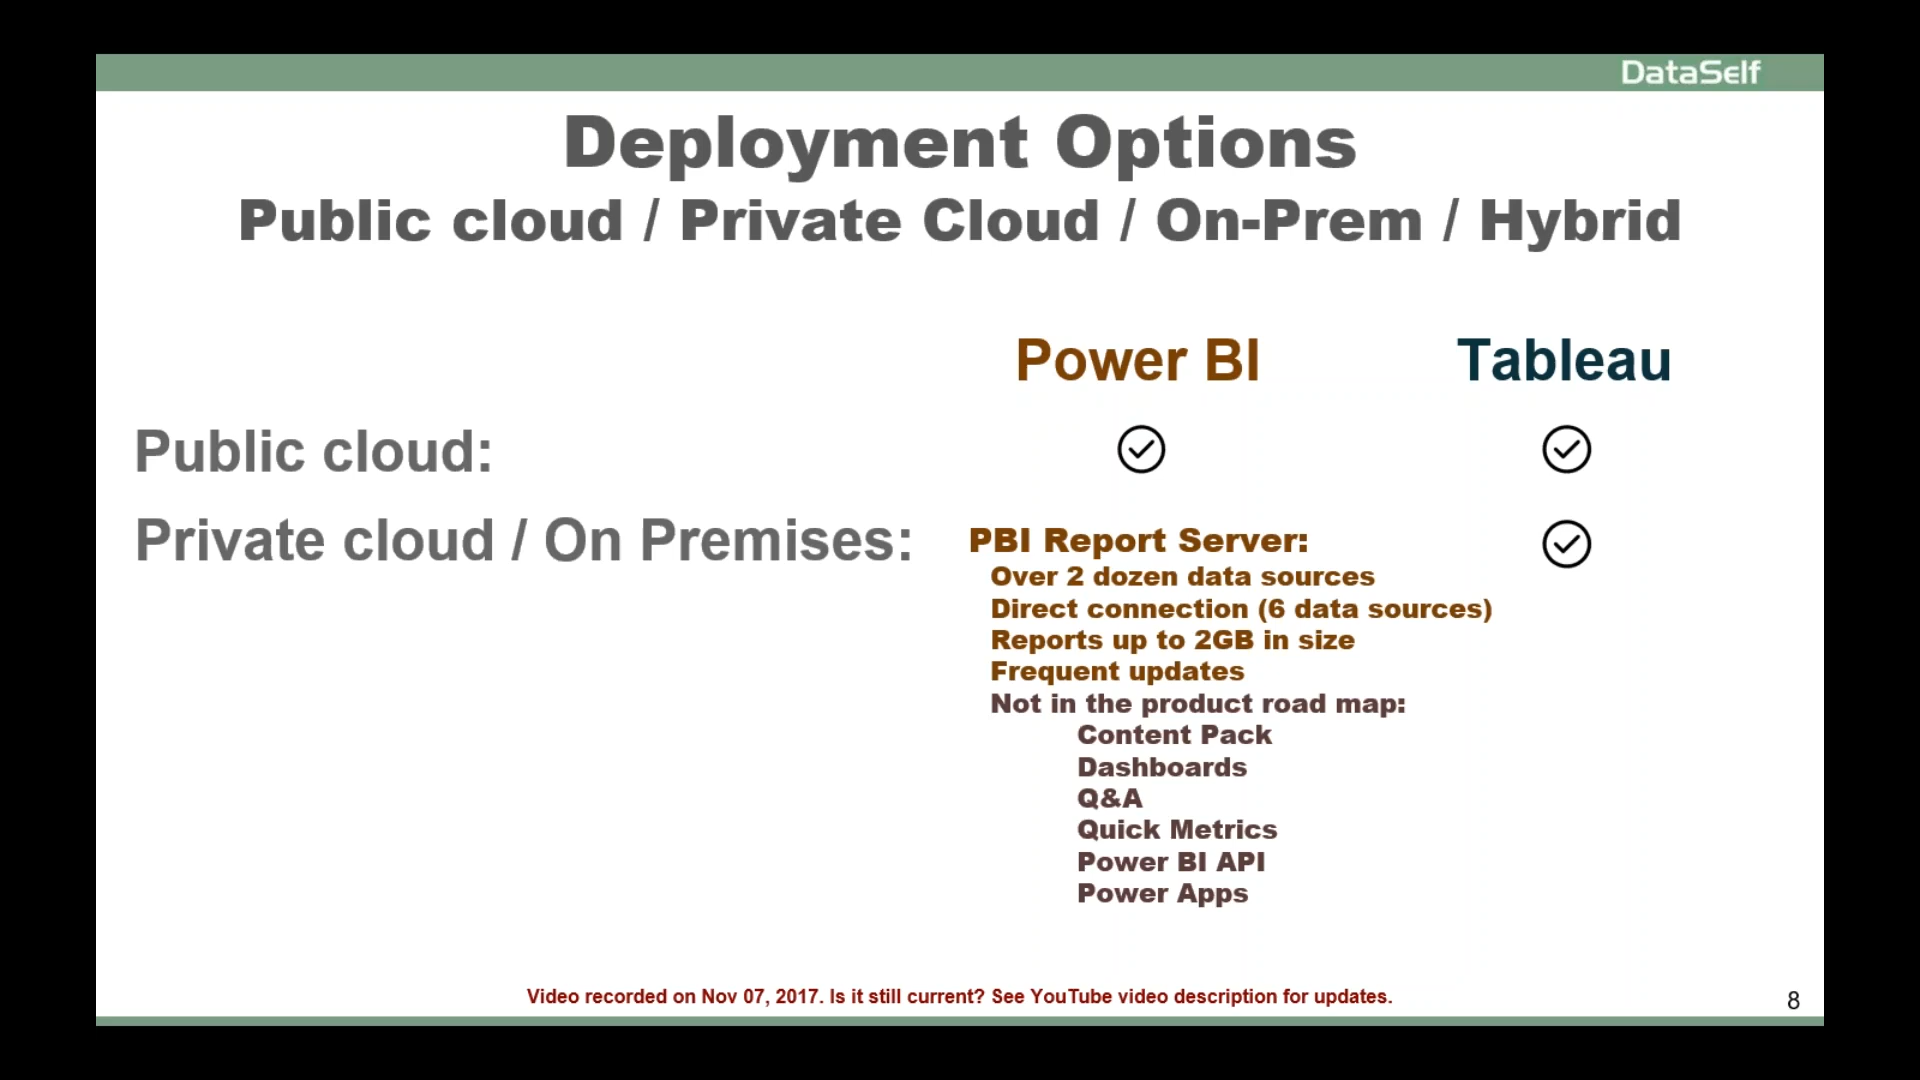 DataSelf
Deployment Options
Public cloud / Private Cloud / On-Prem / Hybrid
Power BI Tableau
Public cloud:
Private cloud / On Premises:
PBI Report Server:
Over 2 dozen data sources
Direct connection (6 data sources)
Reports up to 2GB in size
Frequent updates
Not in the product road map:
Content Pack
Dashboards
Q&A
Quick Metrics
Power BI API
Power Apps
Video recorded on Nov 07, 2017. Is it still current? See YouTube video description for updates.
8